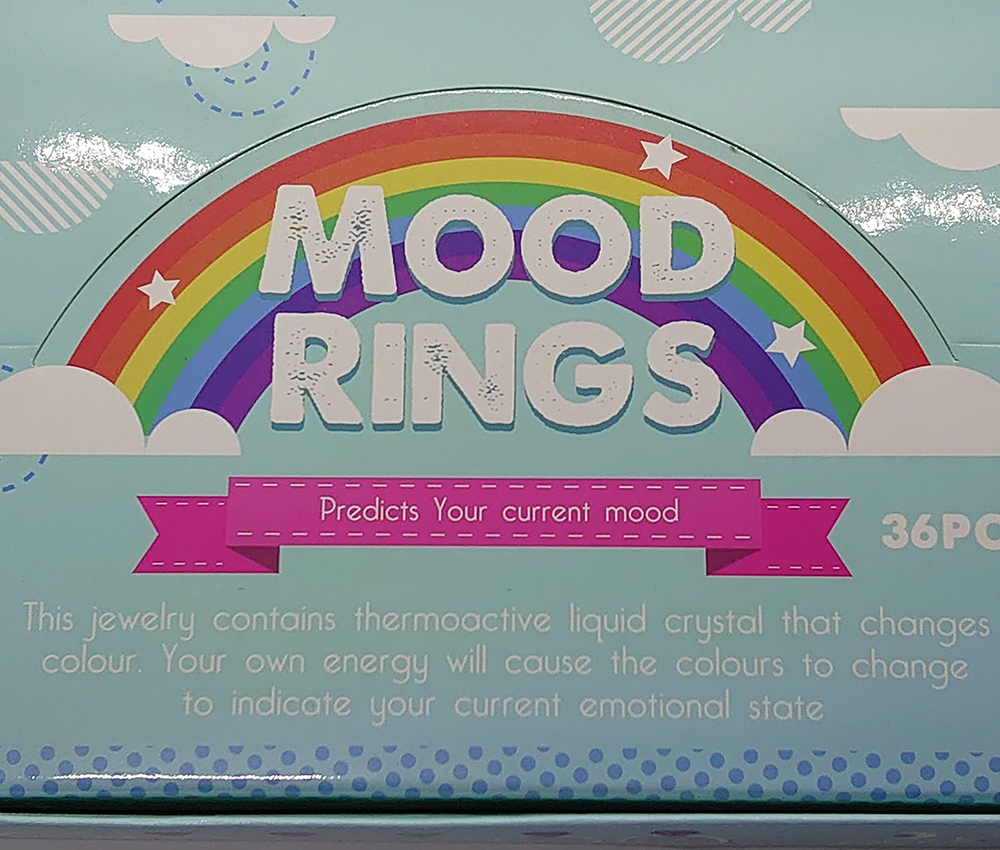 MOOD
RINGS
Predicts Your current mood
36PC
This jewelry contains thermoactive liquid crystal that changes
colour. Your own energy will cause the colours to change
to indicate your current emotional state